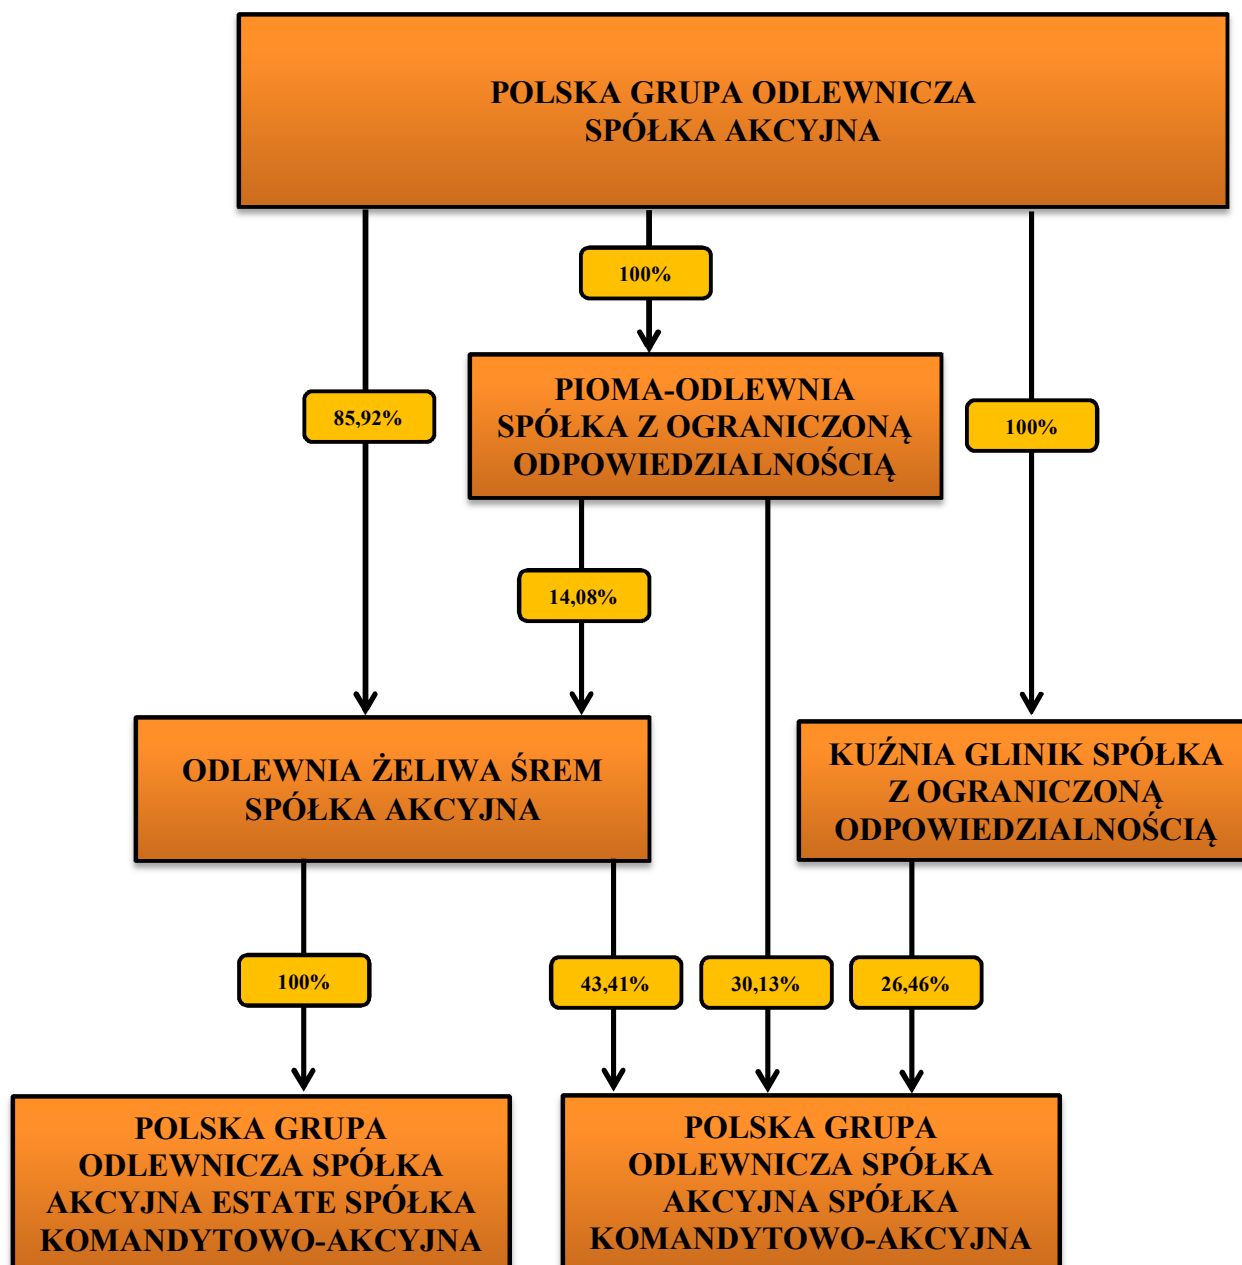 POLSKA GRUPA ODLEWNICZA
SPÓŁKA AKCYJNA
100%
PIOMA-ODLEWNIA
SPÓŁKA Z OGRANICZONĄ
ODPOWIEDZIALNOŚCIĄ
85,92%
100%
14,08%
ODLEWNIA ŻELIWA ŚREM
SPÓŁKA AKCYJNA
KUŹNIA GLINIK SPÓŁKA
Z OGRANICZONĄ
ODPOWIEDZIALNOŚCIĄ
100%
43,41%
30,13%
26,46%
POLSKA GRUPA
ODLEWNICZA SPÓŁKA
AKCYJNA ESTATE SPÓŁKA
KOMANDYTOWO-AKCYJNA
POLSKA GRUPA
ODLEWNICZA SPÓŁKA
AKCYJNA SPÓŁKA
KOMANDYTOWO-AKCYJNA